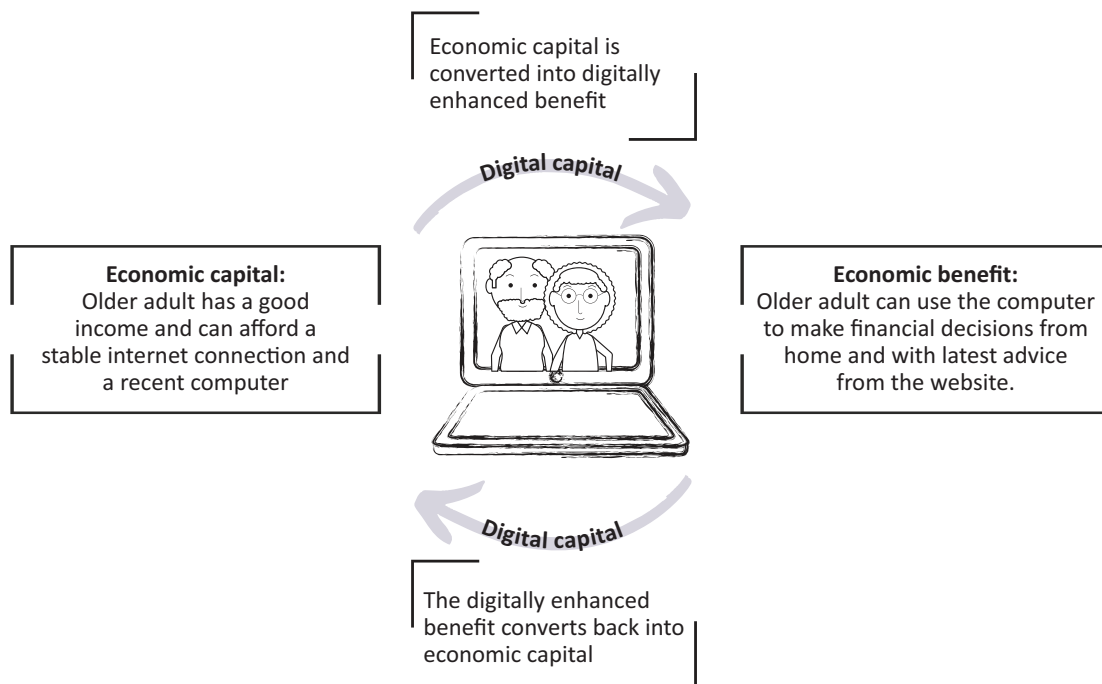 Economic capital is
converted into digitally
enhanced benefit
Digital capital
Economic capital:
Older adult has a good
income and can afford a
stable internet connection and
a recent computer
Economic benefit:
Older adult can use the computer
to make financial decisions from
home and with latest advice
from the website.
Digital capital
The digitally enhanced
benefit converts back into
economic capital